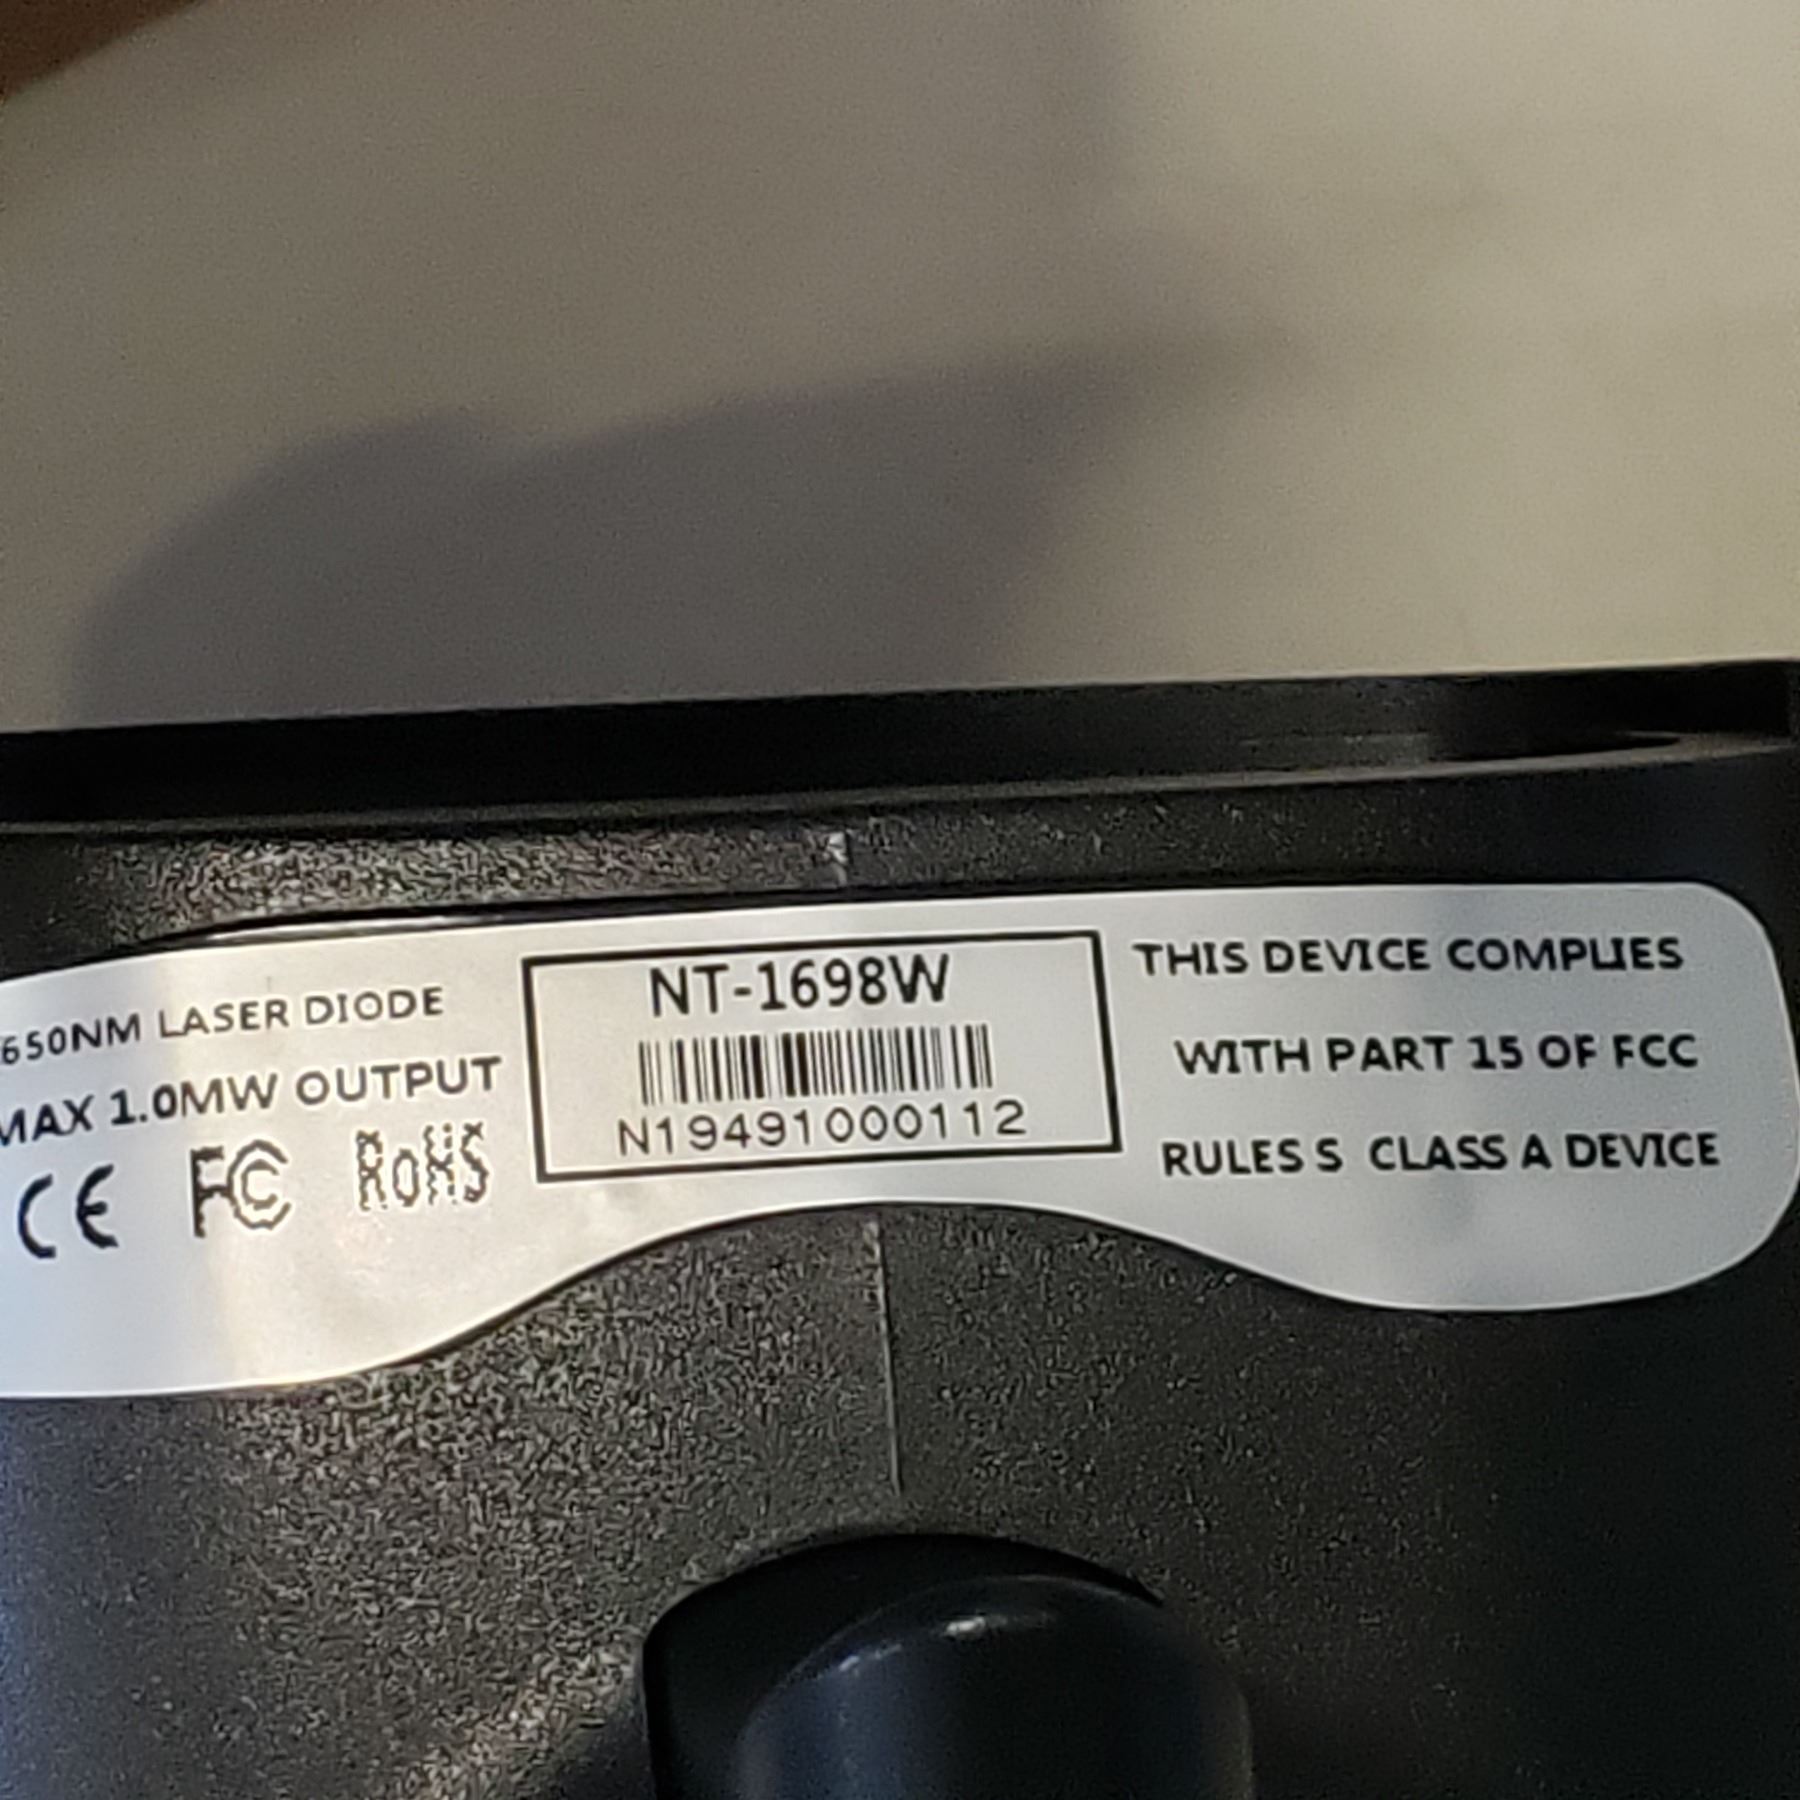 650NM LASER DIODE
MAX 1.0MW OUTPUT
CE FC RoHS
NT-1698W
N19491000112
THIS DEVICE COMPLIES
WITH PART 15 OF FCC
RULES S CLASS A DEVICE